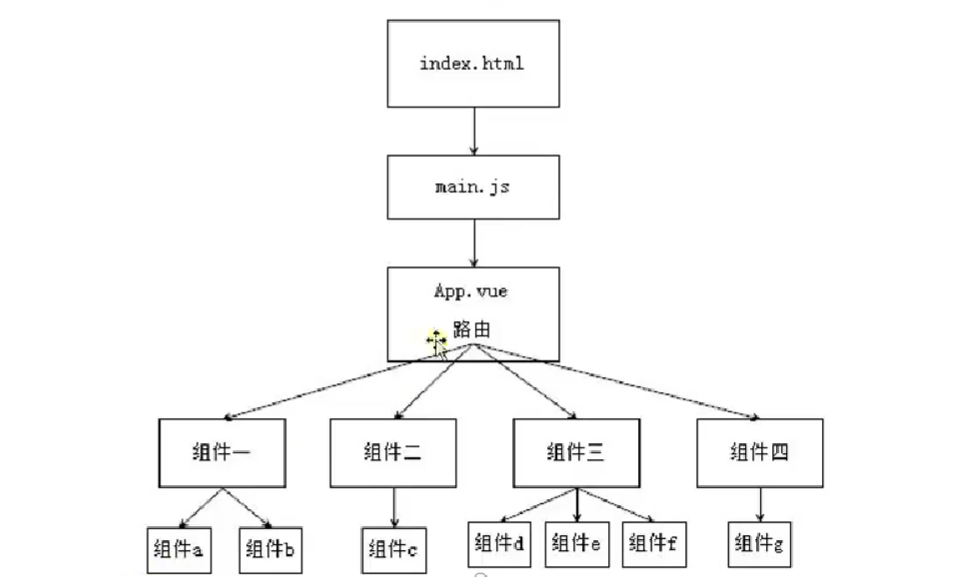 index.html
main.js
App.vue
路由
组件一
组件二
组件三
组件四
组件a
组件b
组件c
组件d
组件e
组件f
组件g